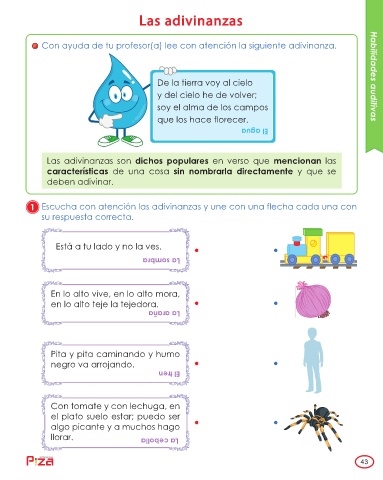 Las adivinanzas
Con ayuda de tu profesor(a) lee con atención la siguiente adivinanza.
De la tierra voy al cielo
y del cielo he de volver;
soy el alma de los campos
que los hace florecer.
El agua
Las adivinanzas son dichos populares en verso que mencionan las
características de una cosa sin nombrarla directamente y que se
deben adivinar.
1 Escucha con atención las adivinanzas y une con una flecha cada una con
su respuesta correcta.
Está a tu lado y no la ves.
La sombra
En lo alto vive, en lo alto mora,
en lo alto teje la tejedora.
La araña
Pita y pita caminando y humo
negro va arrojando.
El tren
Con tomate y con lechuga, en
el plato suelo estar; puedo ser
algo picante y a muchos hago
llorar.
La cebolla
Habilidades auditivas
P:za
43